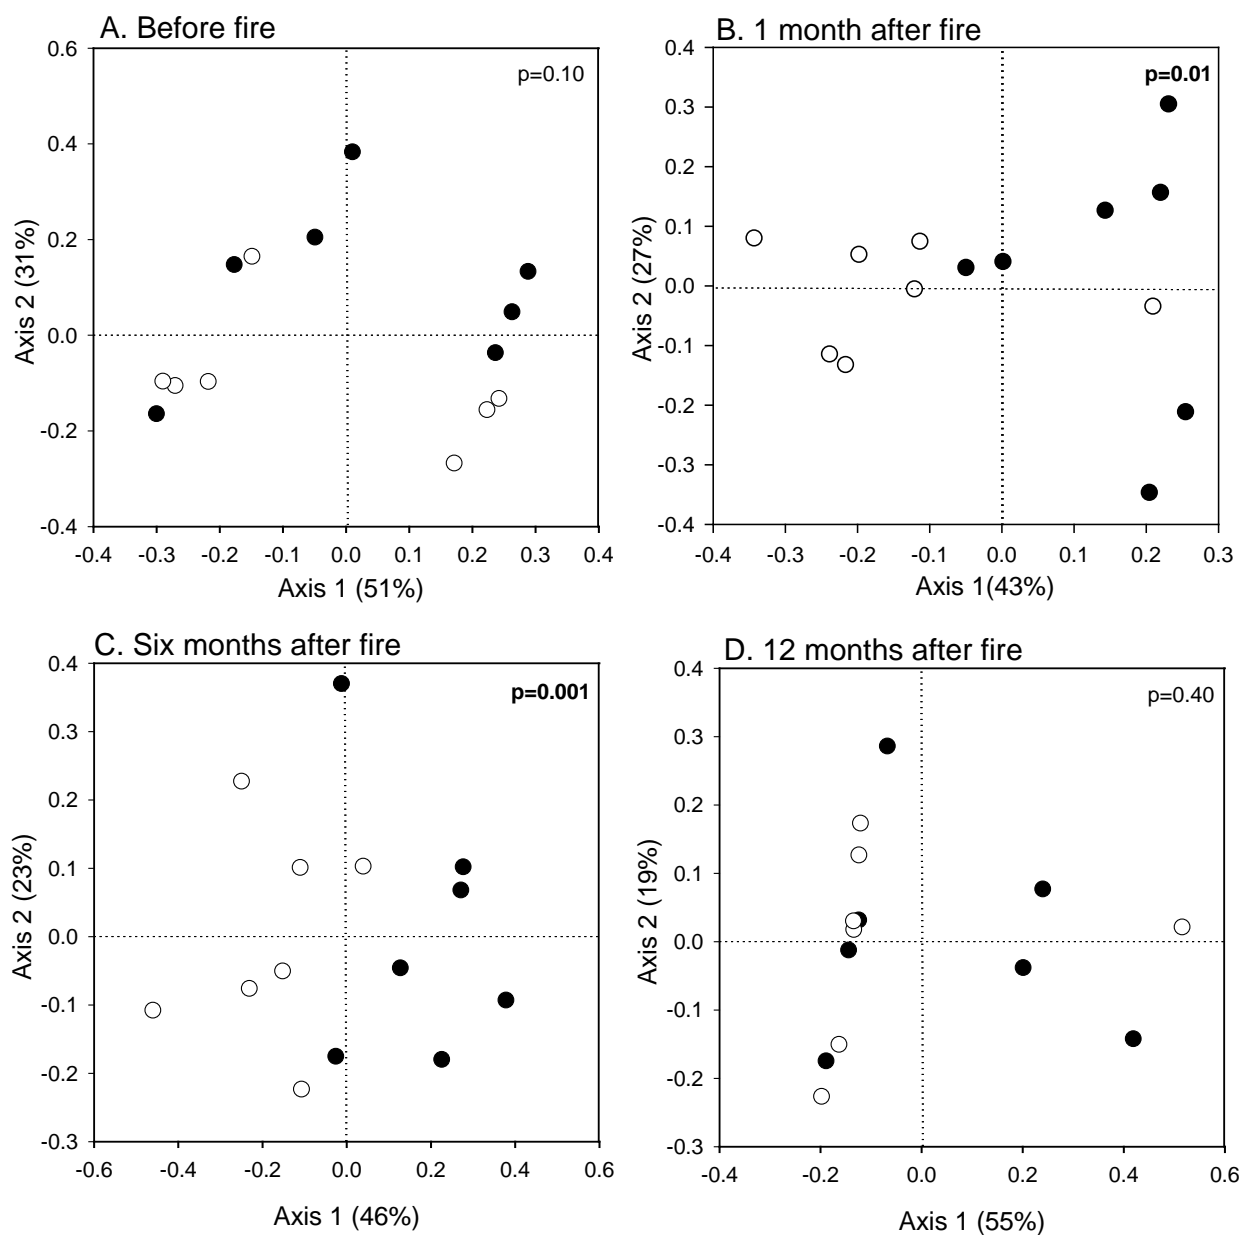 A. Before fire
p=0.10
0.6
0.4
0.2
0.0
-0.2
-0.4
Axis 2 (31%)
-0.4 -0.3 -0.2 -0.1 0.0 0.1 0.2 0.3 0.4
Axis 1 (51%)
B. 1 month after fire
p=0.01
0.4
0.3
0.2
0.1
0.0
-0.1
-0.2
-0.3
-0.4
Axis 2 (27%)
-0.4 -0.3 -0.2 -0.1 0.0 0.1 0.2 0.3
Axis 1(43%)
C. Six months after fire
p=0.001
0.4
0.3
0.2
0.1
0.0
-0.1
-0.2
-0.3
Axis 2 (23%)
-0.6 -0.4 -0.2 0.0 0.2 0.4 0.6
Axis 1 (46%)
D. 12 months after fire
p=0.40
0.4
0.3
0.2
0.1
0.0
-0.1
-0.2
-0.3
Axis 2 (19%)
-0.4 -0.2 0.0 0.2 0.4 0.6
Axis 1 (55%)